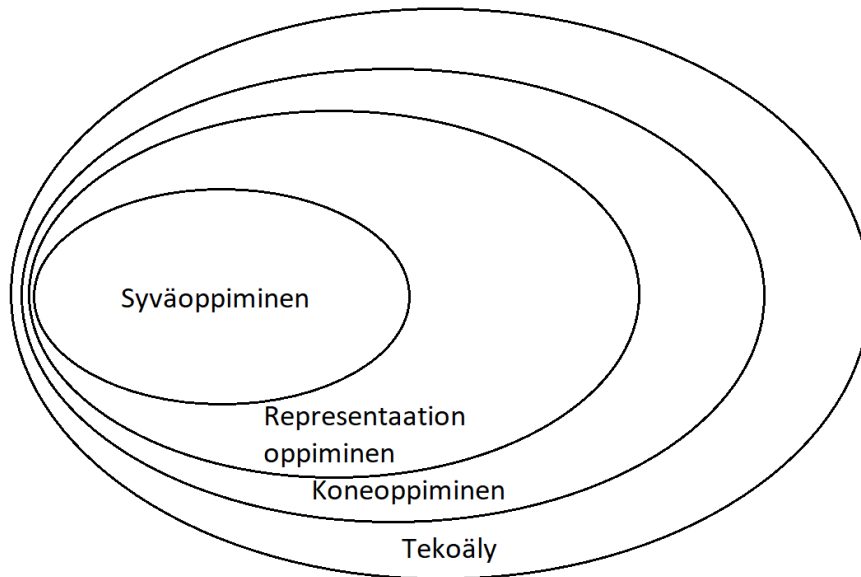 Syväoppiminen
Representaation
oppiminen
Koneoppiminen
Tekoäly